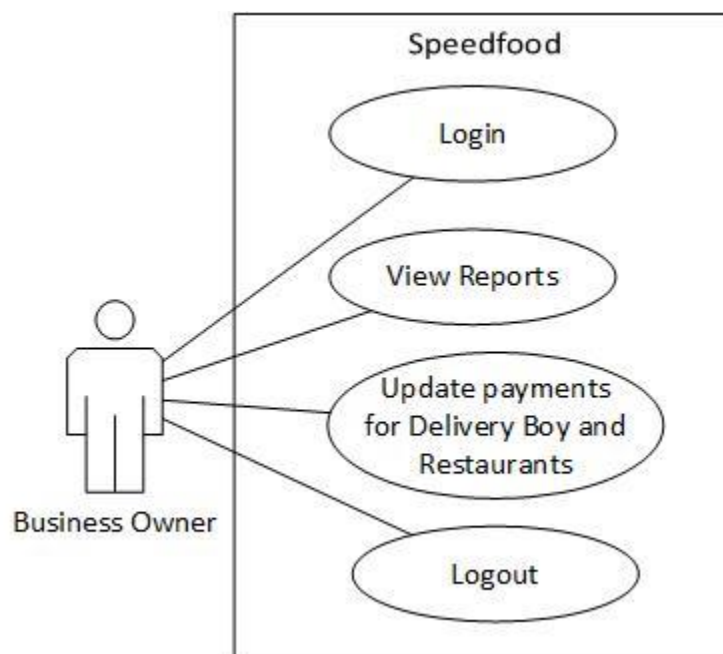 Speedfood
Login
View Reports
Update payments
for Delivery Boy and
Restaurants
Business Owner
Logout